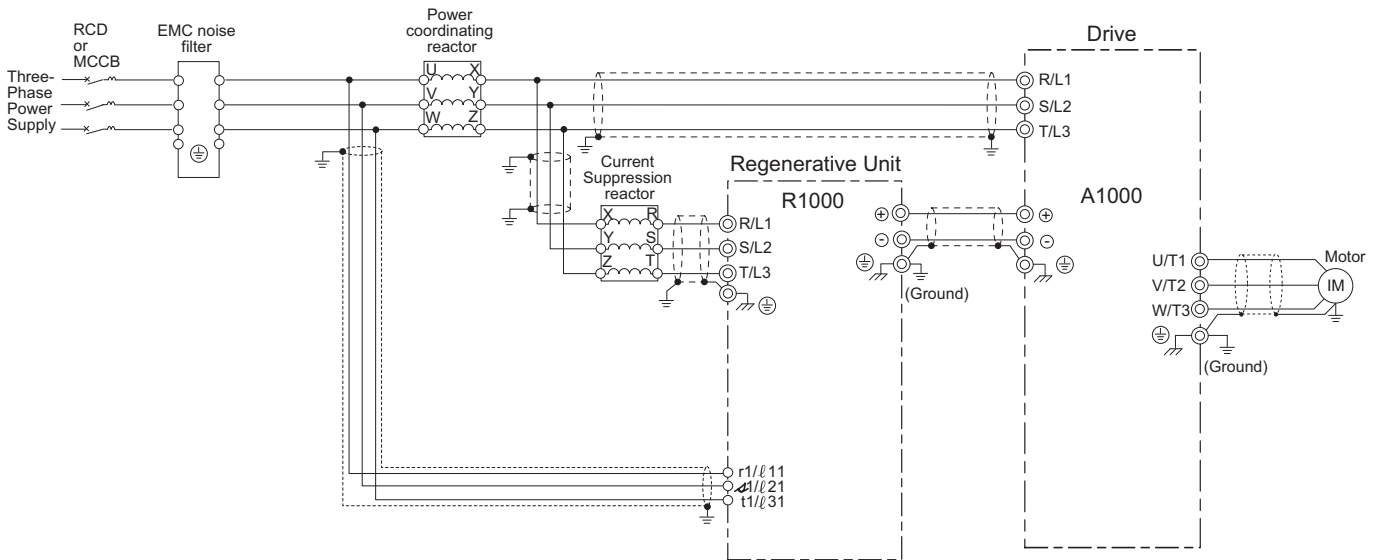 RCD
or
MCCB
EMC noise
filter
Power
coordinating
reactor
Drive
Three-
Phase
Power
Supply
U X
V Y
W Z
R/L1
S/L2
T/L3
Current
Suppression
reactor
X R
Y S
Z T
Regenerative Unit
R1000
A1000
R/L1
S/L2
T/L3
+
-
+
-
(Ground)
U/T1
V/T2
W/T3
Motor
IM
(Ground)
r1/ℓ11
s1/ℓ21
t1/ℓ31